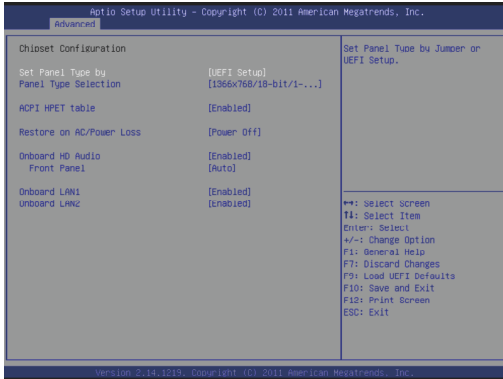 Aptio Setup Utility - Copyright (C) 2011 American Megatrends, Inc.
Advanced
Chipset Configuration
Set Panel Type by [UEFI Setup]
Panel Type Selection [1366x768/18-bit/1-...]
ACPI HPET table [Enabled]
Restore on AC/Power Loss [Power Off]
Onboard HD Audio [Enabled]
Front Panel [Auto]
Onboard LAN1 [Enabled]
Onboard LAN2 [Enabled]
Set Panel Type by Jumper or
UEFI Setup.
↔: Select Screen
↑↓: Select Item
Enter: Select
+/-: Change Option
F1: General Help
F7: Discard Changes
F9: Load UEFI Defaults
F10: Save and Exit
F12: Print Screen
ESC: Exit
Version 2.14.1219. Copyright (C) 2011 American Megatrends, Inc.